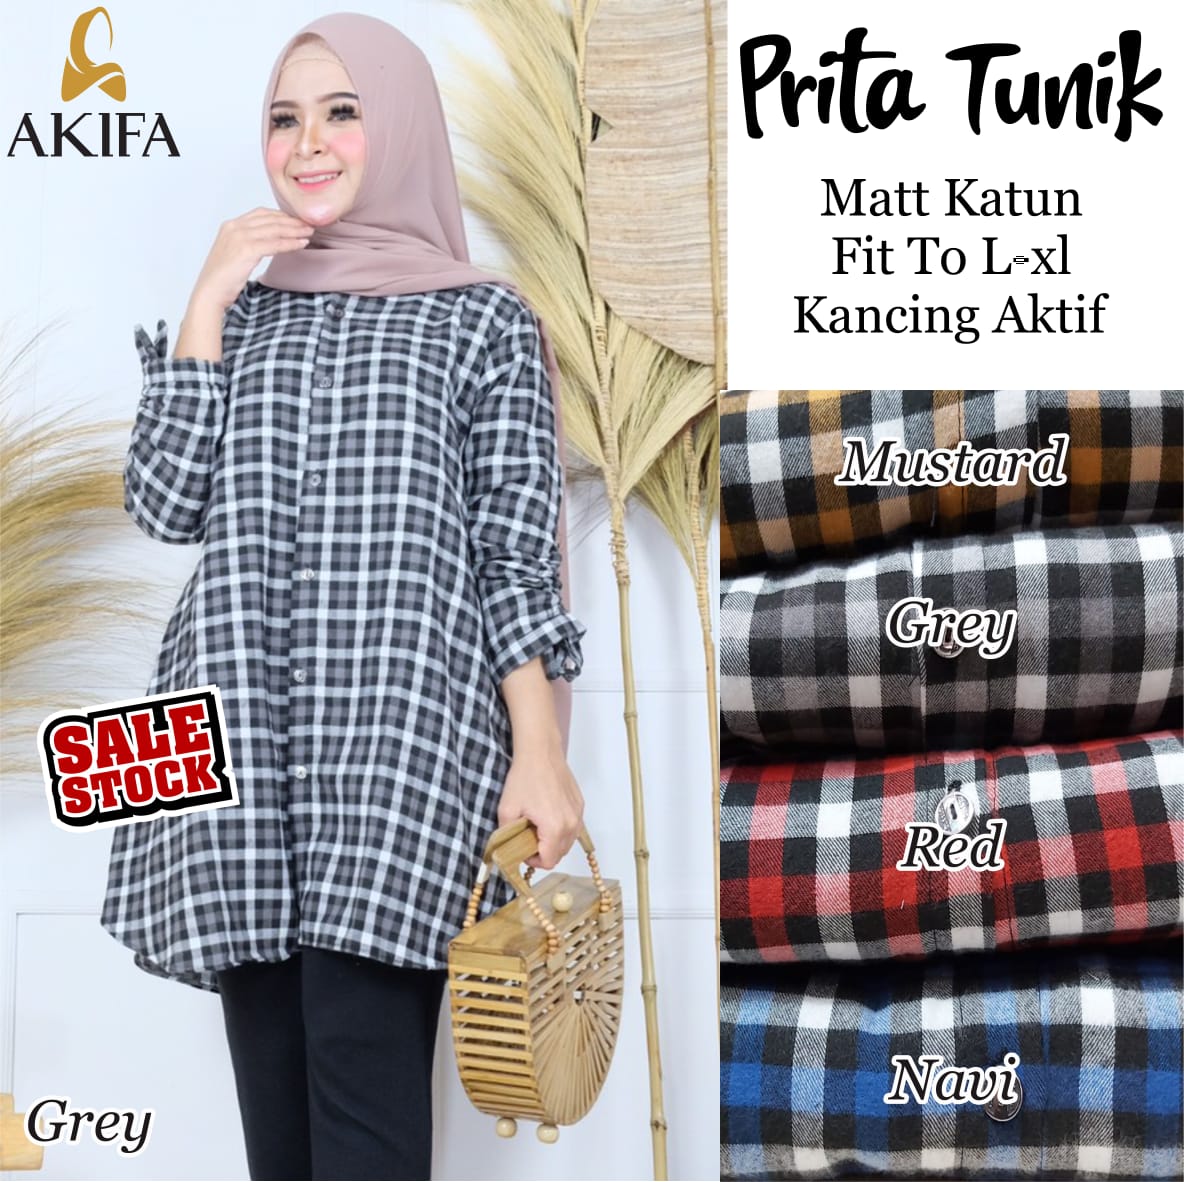 AKIFA
Prita Tunik
Matt Katun
Fit To L-xl
Kancing Aktif
Mustard
Grey
Red
Navi
SALE
STOCK
Grey